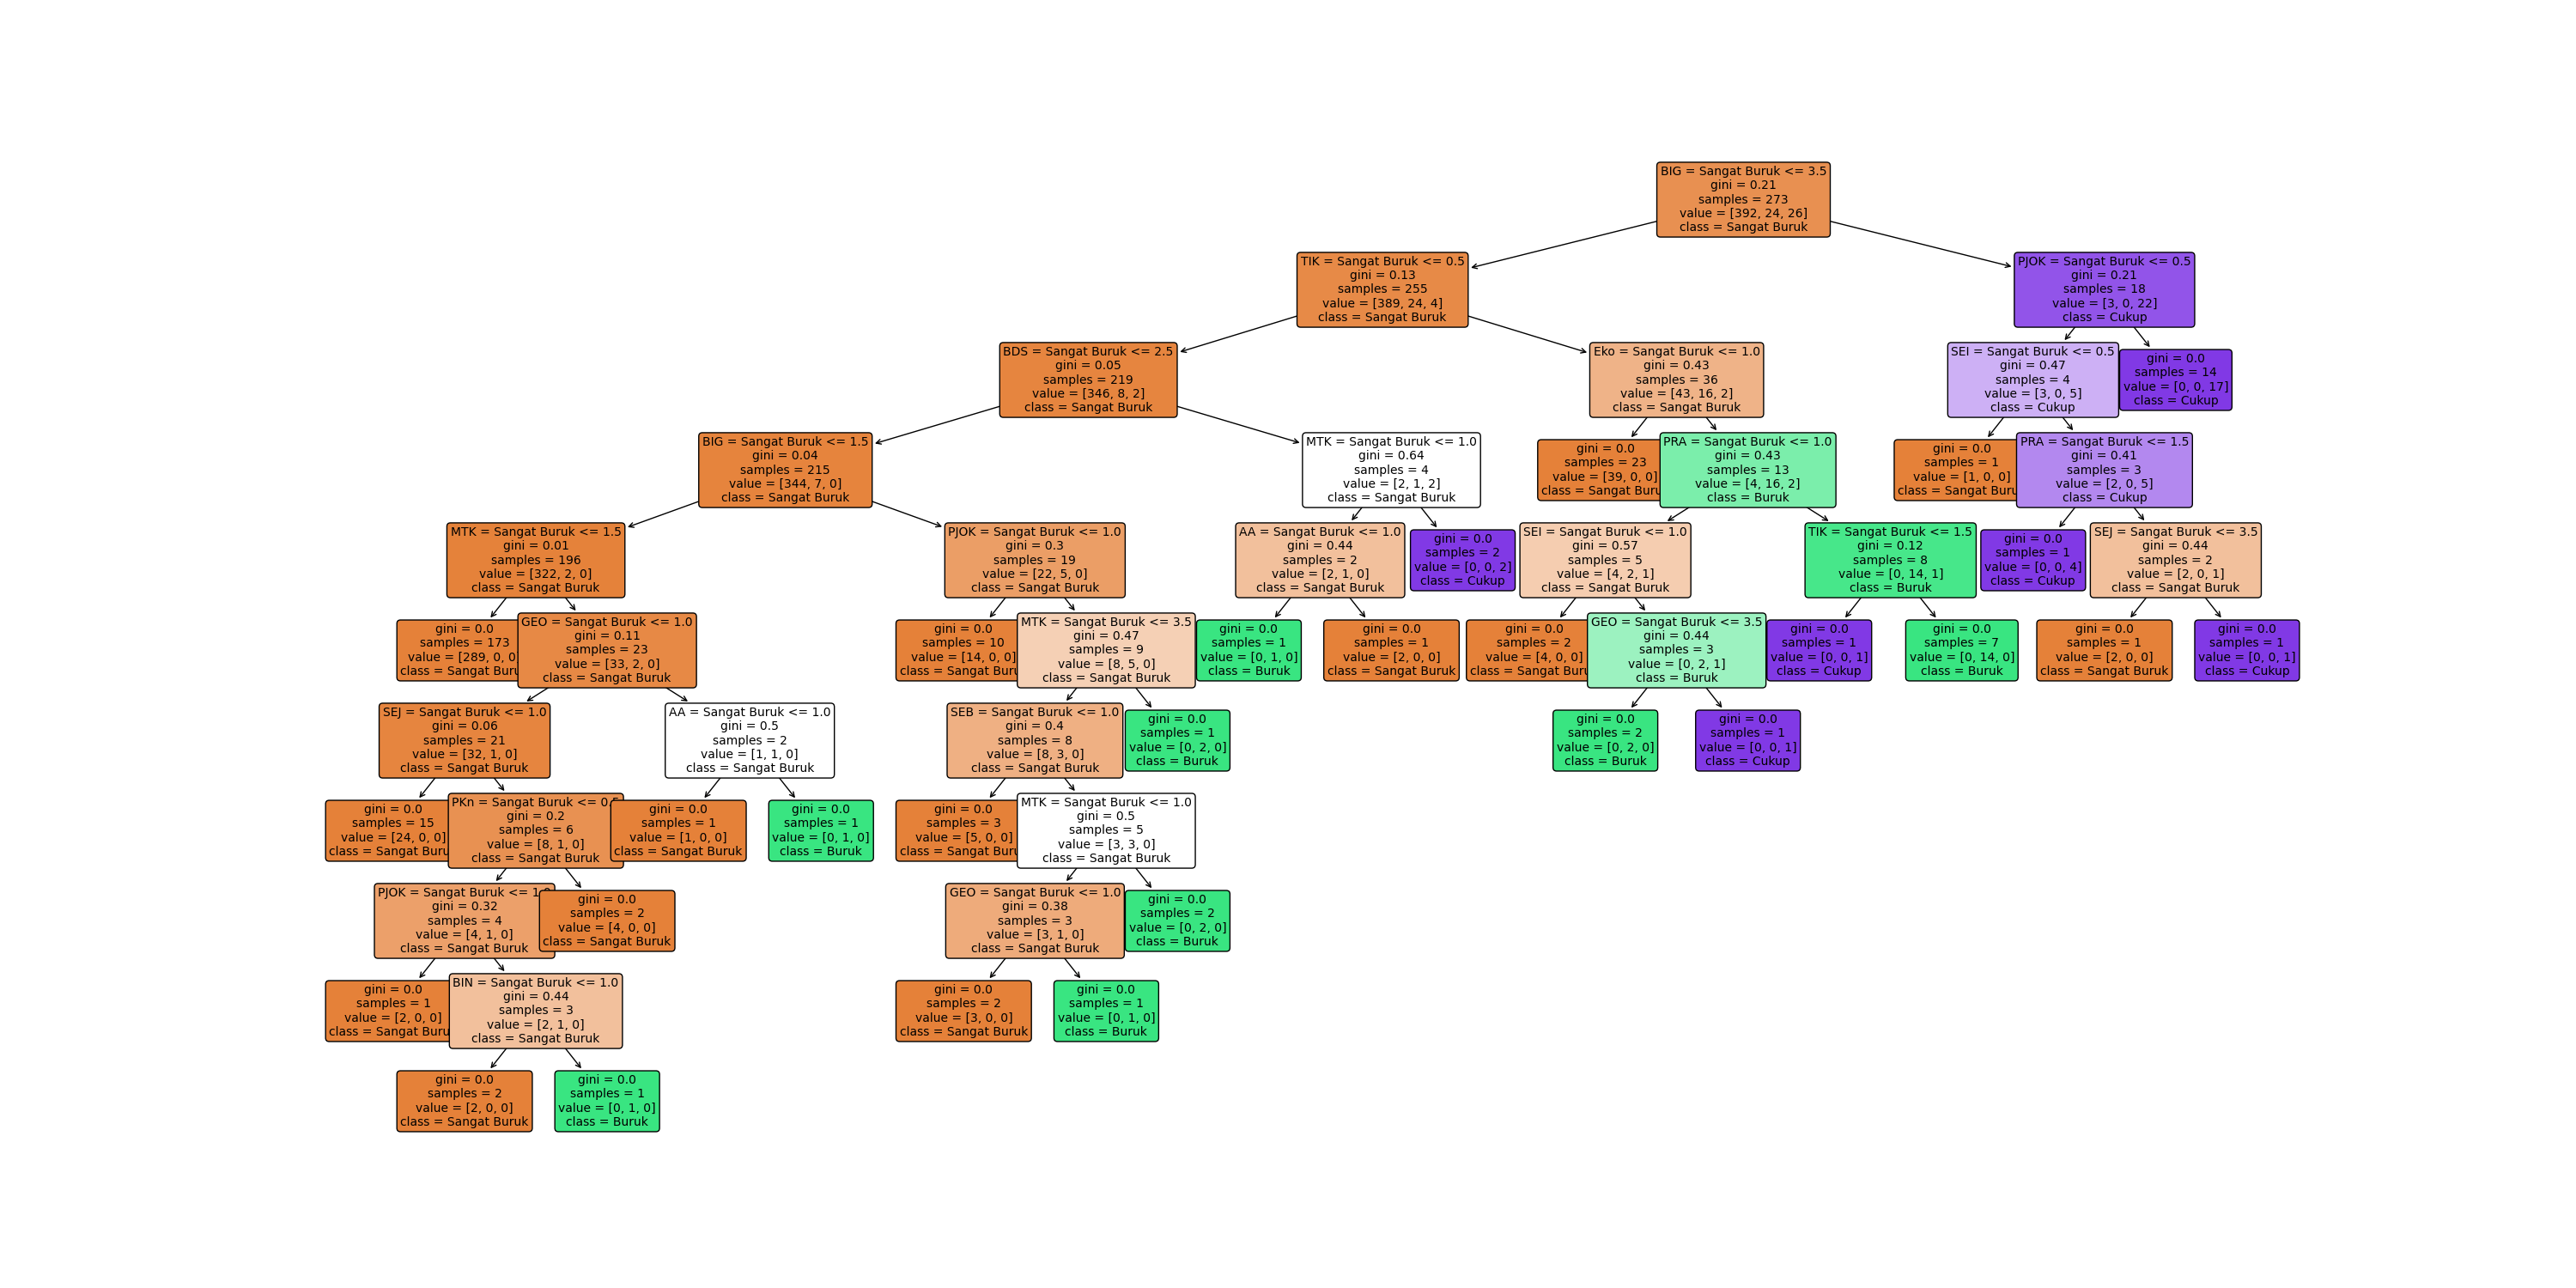 BIG = Sangat Buruk <= 3.5
gini = 0.21
samples = 273
value = [392, 24, 26]
class = Sangat Buruk
TIK = Sangat Buruk <= 0.5
gini = 0.13
samples = 255
value = [389, 24, 4]
class = Sangat Buruk
PJOK = Sangat Buruk <= 0.5
gini = 0.21
samples = 18
value = [3, 0, 22]
class = Cukup
BDS = Sangat Buruk <= 2.5
gini = 0.05
samples = 219
value = [346, 8, 2]
class = Sangat Buruk
Eko = Sangat Buruk <= 1.0
gini = 0.43
samples = 36
value = [43, 16, 2]
class = Sangat Buruk
SEI = Sangat Buruk <= 0.5
gini = 0.47
samples = 4
value = [3, 0, 5]
class = Cukup
gini = 0.0
samples = 14
value = [0, 0, 17]
class = Cukup
BIG = Sangat Buruk <= 1.5
gini = 0.04
samples = 215
value = [344, 7, 0]
class = Sangat Buruk
MTK = Sangat Buruk <= 1.0
gini = 0.64
samples = 4
value = [2, 1, 2]
class = Sangat Buruk
gini = 0.0
samples = 23
value = [39, 0, 0]
class = Sangat Buru
PRA = Sangat Buruk <= 1.0
gini = 0.43
samples = 13
value = [4, 16, 2]
class = Buruk
gini = 0.0
samples = 1
value = [1, 0, 0]
class = Sangat Buru
PRA = Sangat Buruk <= 1.5
gini = 0.41
samples = 3
value = [2, 0, 5]
class = Cukup
MTK = Sangat Buruk <= 1.5
gini = 0.01
samples = 196
value = [322, 2, 0]
class = Sangat Buruk
PJOK = Sangat Buruk <= 1.0
gini = 0.3
samples = 19
value = [22, 5, 0]
class = Sangat Buruk
AA = Sangat Buruk <= 1.0
gini = 0.44
samples = 2
value = [2, 1, 0]
class = Sangat Buruk
gini = 0.0
samples = 2
value = [0, 0, 2]
class = Cukup
SEI = Sangat Buruk <= 1.0
gini = 0.57
samples = 5
value = [4, 2, 1]
class = Sangat Buruk
TIK = Sangat Buruk <= 1.5
gini = 0.12
samples = 8
value = [0, 14, 1]
class = Buruk
gini = 0.0
samples = 1
value = [0, 0, 4]
class = Cukup
SEJ = Sangat Buruk <= 3.5
gini = 0.44
samples = 2
value = [2, 0, 1]
class = Sangat Buruk
gini = 0.0
samples = 173
value = [289, 0, 0
class = Sangat Buru
GEO = Sangat Buruk <= 1.0
gini = 0.11
samples = 23
value = [33, 2, 0]
class = Sangat Buruk
gini = 0.0
samples = 10
value = [14, 0, 0]
class = Sangat Buru
MTK = Sangat Buruk <= 3.5
gini = 0.47
samples = 9
value = [8, 5, 0]
class = Sangat Buruk
gini = 0.0
samples = 1
value = [0, 1, 0]
class = Buruk
gini = 0.0
samples = 1
value = [2, 0, 0]
class = Sangat Buruk
gini = 0.0
samples = 2
value = [4, 0, 0]
class = Sangat Buru
GEO = Sangat Buruk <= 3.5
gini = 0.44
samples = 3
value = [0, 2, 1]
class = Buruk
gini = 0.0
samples = 1
value = [0, 0, 1]
class = Cukup
gini = 0.0
samples = 7
value = [0, 14, 0]
class = Buruk
gini = 0.0
samples = 1
value = [2, 0, 0]
class = Sangat Buruk
gini = 0.0
samples = 1
value = [0, 0, 1]
class = Cukup
SEJ = Sangat Buruk <= 1.0
gini = 0.06
samples = 21
value = [32, 1, 0]
class = Sangat Buruk
AA = Sangat Buruk <= 1.0
gini = 0.5
samples = 2
value = [1, 1, 0]
class = Sangat Buruk
SEB = Sangat Buruk <= 1.0
gini = 0.4
samples = 8
value = [8, 3, 0]
class = Sangat Buruk
gini = 0.0
samples = 1
value = [0, 2, 0]
class = Buruk
gini = 0.0
samples = 2
value = [0, 2, 0]
class = Buruk
gini = 0.0
samples = 1
value = [0, 0, 1]
class = Cukup
gini = 0.0
samples = 15
value = [24, 0, 0]
class = Sangat Buru
PKn = Sangat Buruk <= 0.5
gini = 0.2
samples = 6
value = [8, 1, 0]
class = Sangat Buruk
gini = 0.0
samples = 1
value = [1, 0, 0]
class = Sangat Buruk
gini = 0.0
samples = 1
value = [0, 1, 0]
class = Buruk
gini = 0.0
samples = 3
value = [5, 0, 0]
class = Sangat Buru
MTK = Sangat Buruk <= 1.0
gini = 0.5
samples = 5
value = [3, 3, 0]
class = Sangat Buruk
PJOK = Sangat Buruk <= 1.0
gini = 0.32
samples = 4
value = [4, 1, 0]
class = Sangat Buruk
gini = 0.0
samples = 2
value = [4, 0, 0]
class = Sangat Buruk
GEO = Sangat Buruk <= 1.0
gini = 0.38
samples = 3
value = [3, 1, 0]
class = Sangat Buruk
gini = 0.0
samples = 2
value = [0, 2, 0]
class = Buruk
gini = 0.0
samples = 1
value = [2, 0, 0]
class = Sangat Buru
BIN = Sangat Buruk <= 1.0
gini = 0.44
samples = 3
value = [2, 1, 0]
class = Sangat Buruk
gini = 0.0
samples = 2
value = [3, 0, 0]
class = Sangat Buruk
gini = 0.0
samples = 1
value = [0, 1, 0]
class = Buruk
gini = 0.0
samples = 2
value = [2, 0, 0]
class = Sangat Buruk
gini = 0.0
samples = 1
value = [0, 1, 0]
class = Buruk